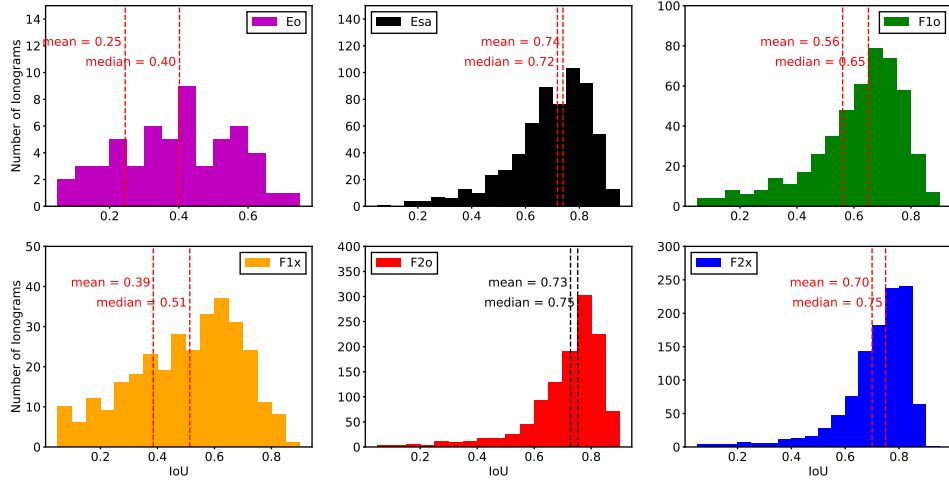 Eo
mean = 0.25
median = 0.40
Number of Ionograms
0
2
4
6
8
10
12
14
0.2
0.4
0.6
Esa
mean = 0.74
median = 0.72
0
20
40
60
80
100
120
140
0.2
0.4
0.6
0.8
F1o
mean = 0.56
median = 0.65
0
20
40
60
80
100
0.2
0.4
0.6
0.8
F1x
mean = 0.39
median = 0.51
Number of Ionograms
0
10
20
30
40
50
0.2
0.4
0.6
0.8
IoU
F2o
mean = 0.73
median = 0.75
0
50
100
150
200
250
300
350
400
0.2
0.4
0.6
0.8
IoU
F2x
mean = 0.70
median = 0.75
0
50
100
150
200
250
300
0.2
0.4
0.6
0.8
IoU